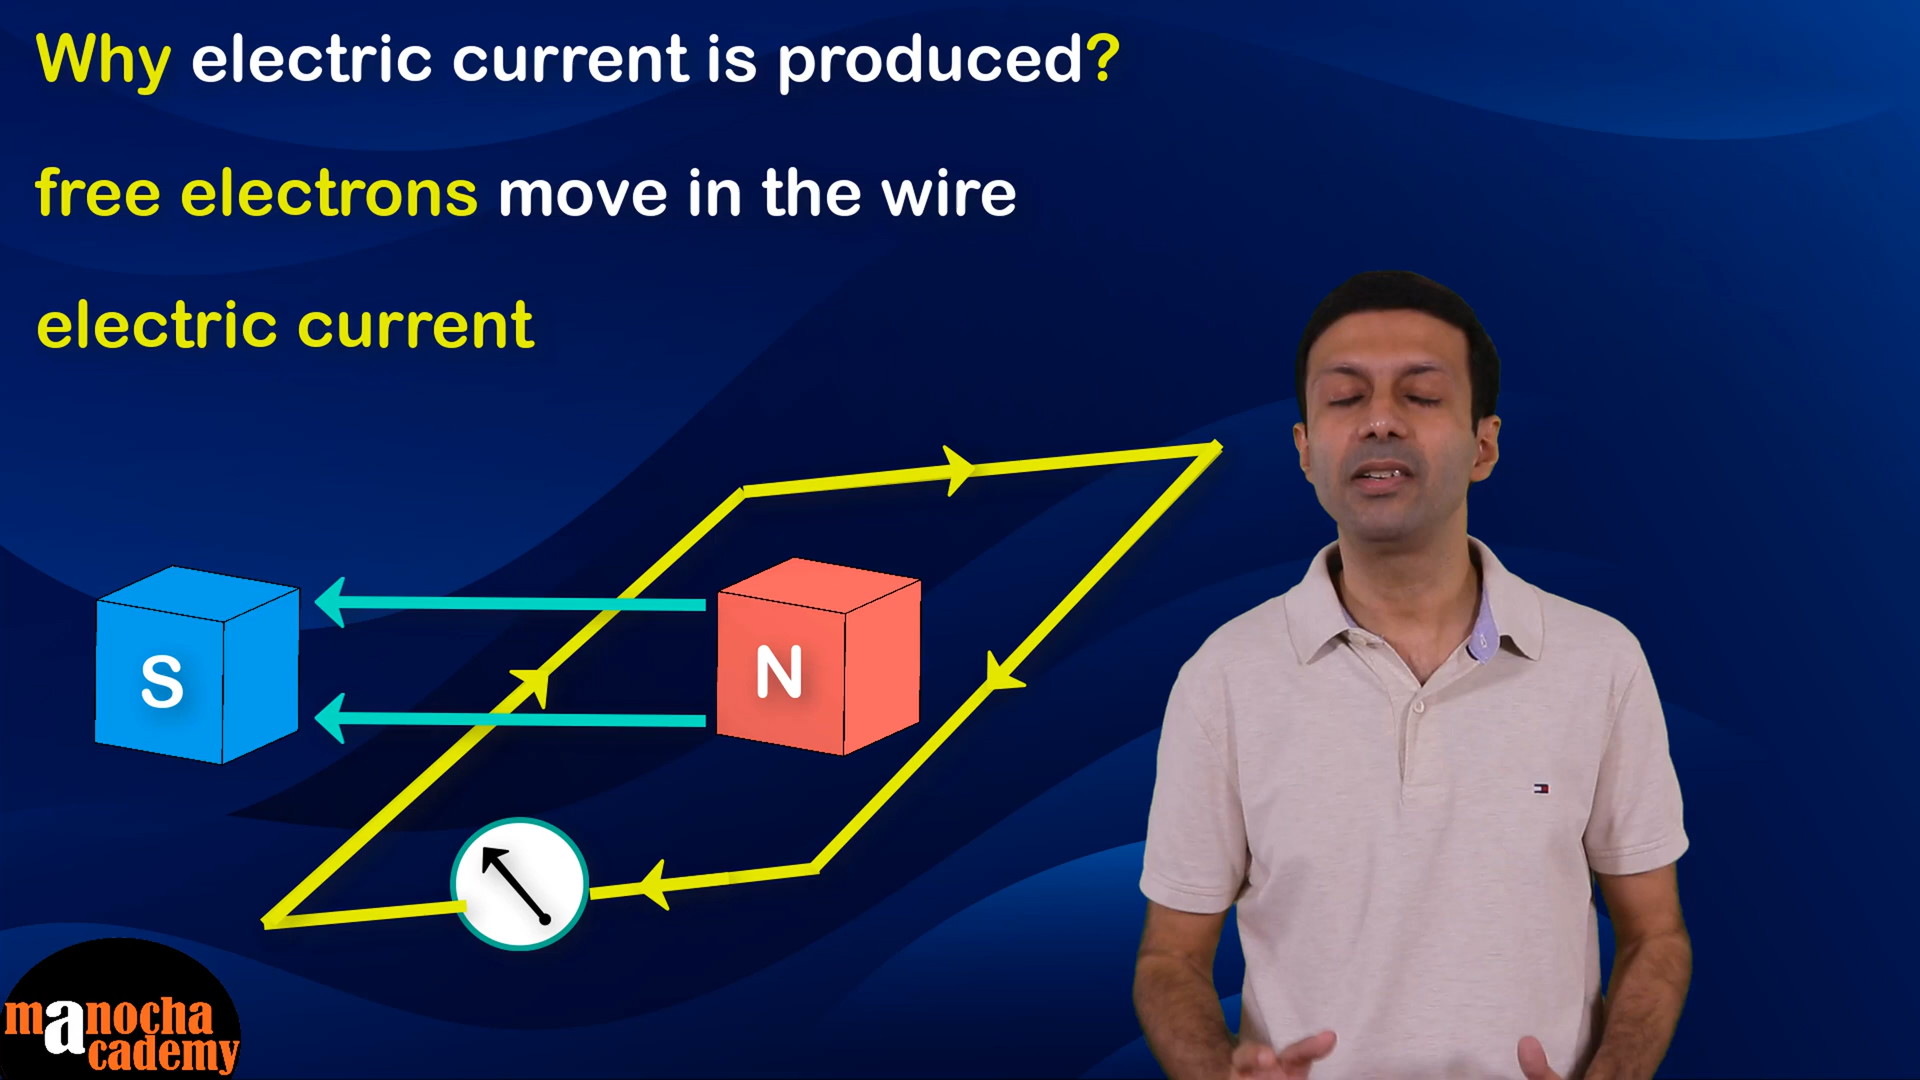 Why electric current is produced?
free electrons move in the wire
electric current
S
N
manocha
academy